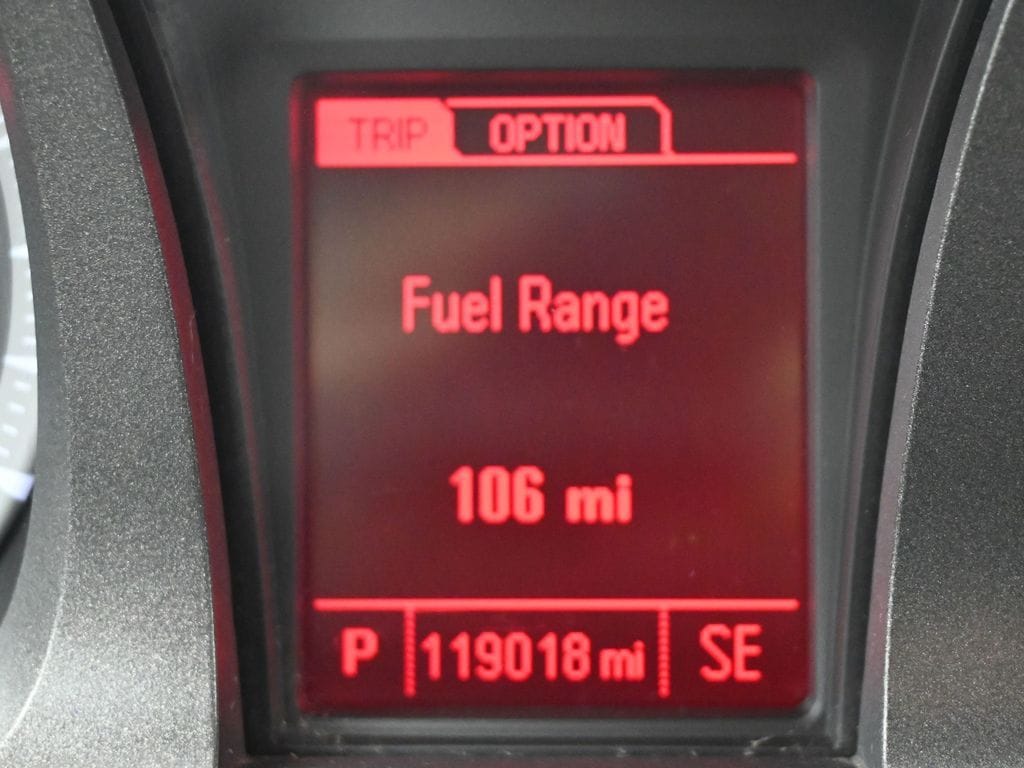 TRIP OPTION
Fuel Range
106 mi
P 119018 mi SE